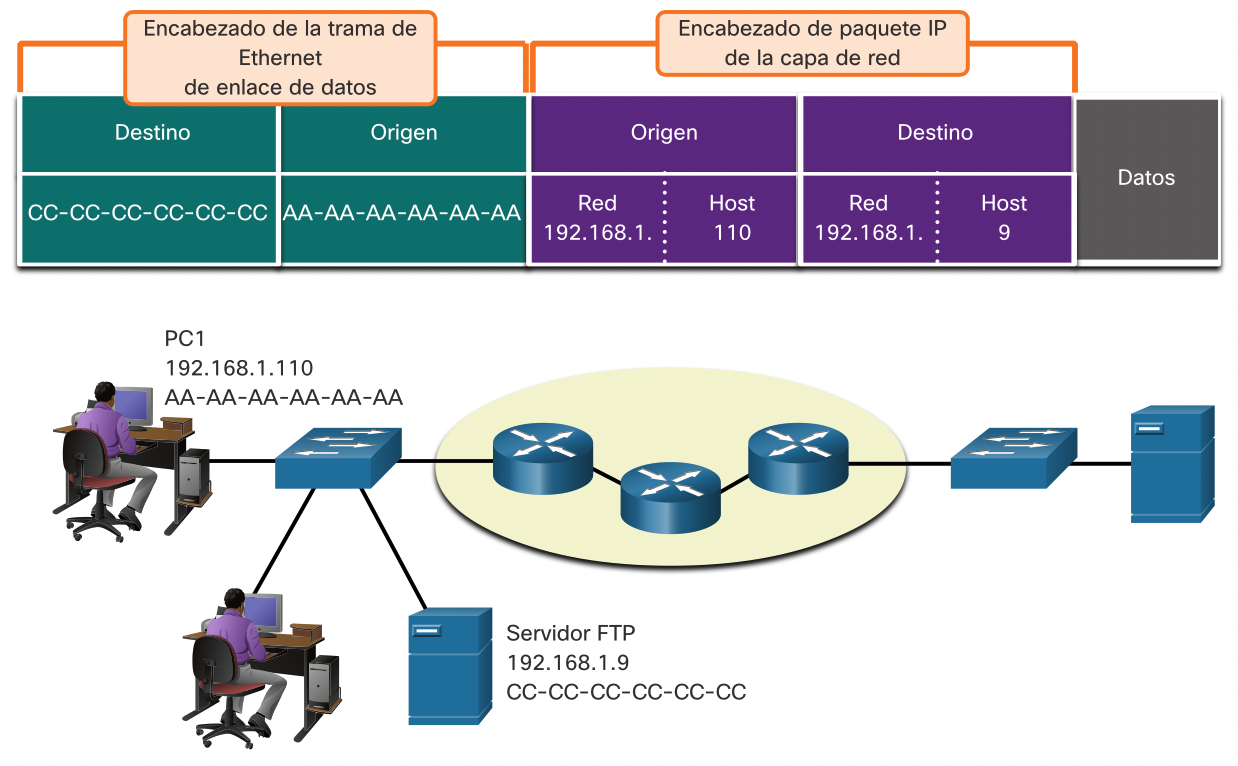 Encabezado de la trama de
Ethernet
de enlace de datos
Encabezado de paquete IP
de la capa de red
Destino
Origen
Origen
Destino
Datos
CC-CC-CC-CC-CC-CC
AA-AA-AA-AA-AA-AA
Red
192.168.1.
Host
110
Red
192.168.1.
Host
9
PC1
192.168.1.110
AA-AA-AA-AA-AA-AA
Servidor FTP
192.168.1.9
CC-CC-CC-CC-CC-CC